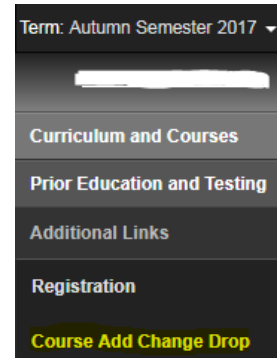 Term: Autumn Semester 2017
Curriculum and Courses
Prior Education and Testing
Additional Links
Registration
Course Add Change Drop